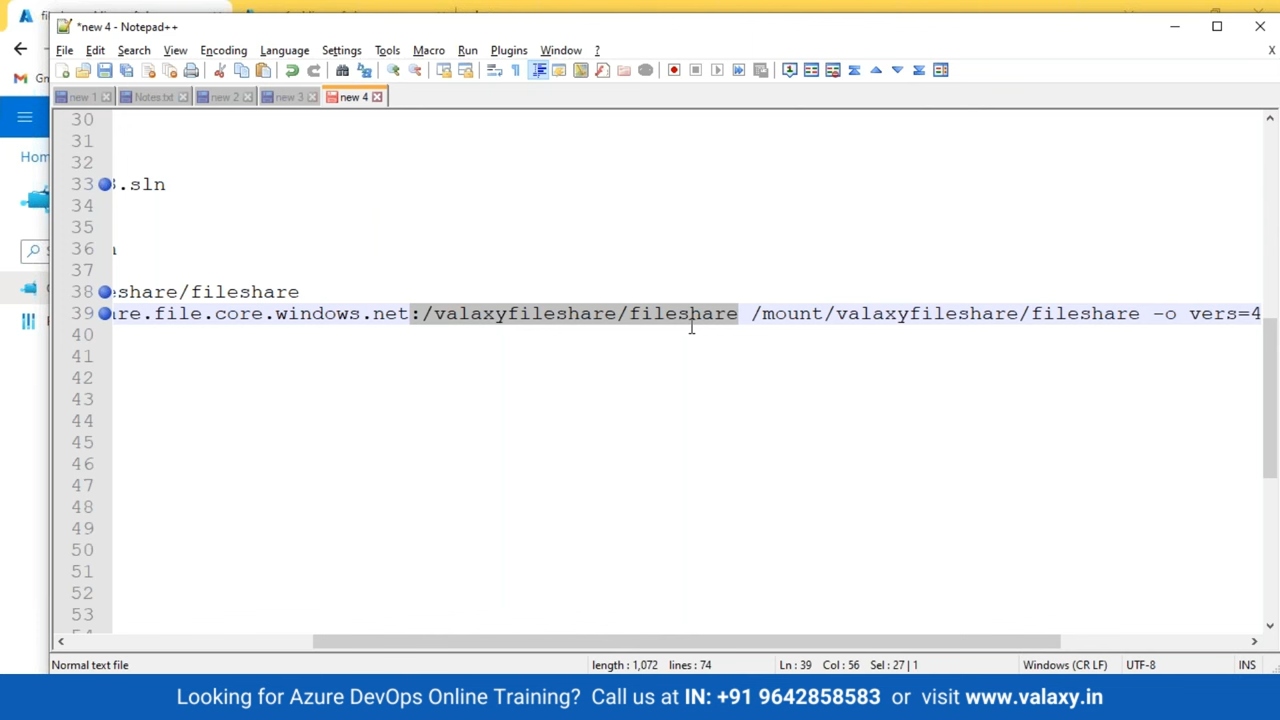 *new 4 - Notepad++
File Edit Search View Encoding Language Settings Tools Macro Run Plugins Window ? X
new 1 Notes.txt new 2 new 3 new 4
Hom
30
31
32
33 .sln
34
35
36
37
38 eshare/fileshare
39 re.file.core.windows.net:/valaxyfileshare/fileshare /mount/valaxyfileshare/fileshare -o vers=4
40
41
42
43
44
45
46
47
48
49
50
51
52
53
Normal text file length : 1,072 lines : 74 Ln : 39 Col : 56 Sel : 27 | 1 Windows (CR LF) UTF-8 INS
Looking for Azure DevOps Online Training? Call us at IN: +91 9642858583 or visit www.valaxy.in